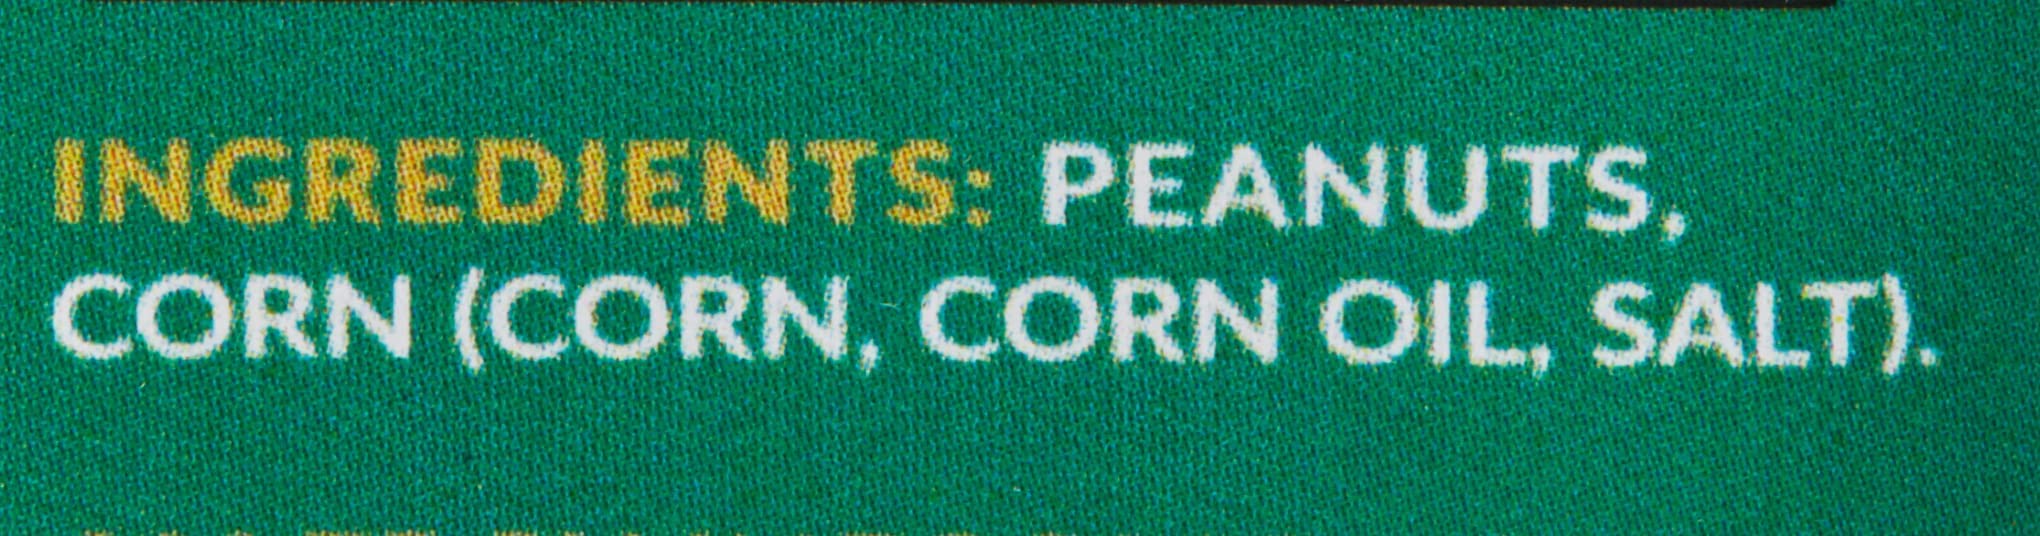 INGREDIENTS: PEANUTS,
CORN (CORN, CORN OIL, SALT).